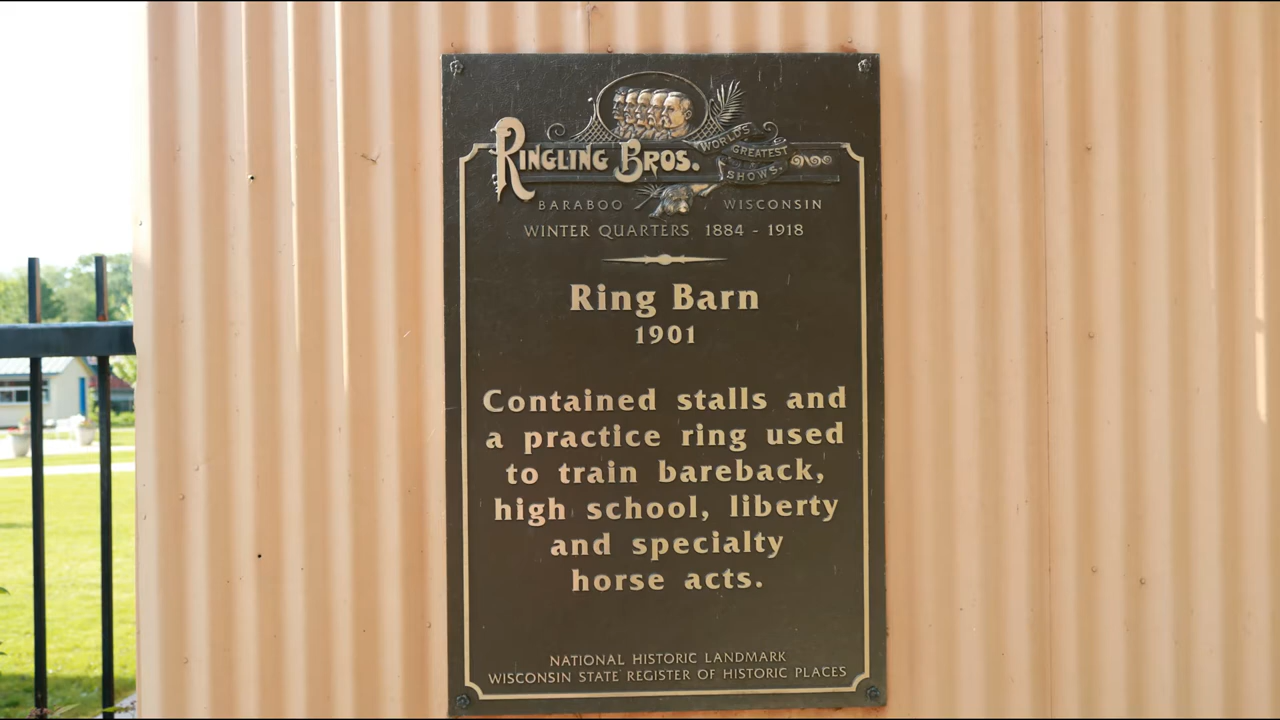 RINGLING BROS. WORLD'S GREATEST SHOWS.
BARABOO WISCONSIN
WINTER QUARTERS 1884 - 1918
Ring Barn
1901
Contained stalls and
a practice ring used
to train bareback,
high school, liberty
and specialty
horse acts.
NATIONAL HISTORIC LANDMARK
WISCONSIN STATE REGISTER OF HISTORIC PLACES